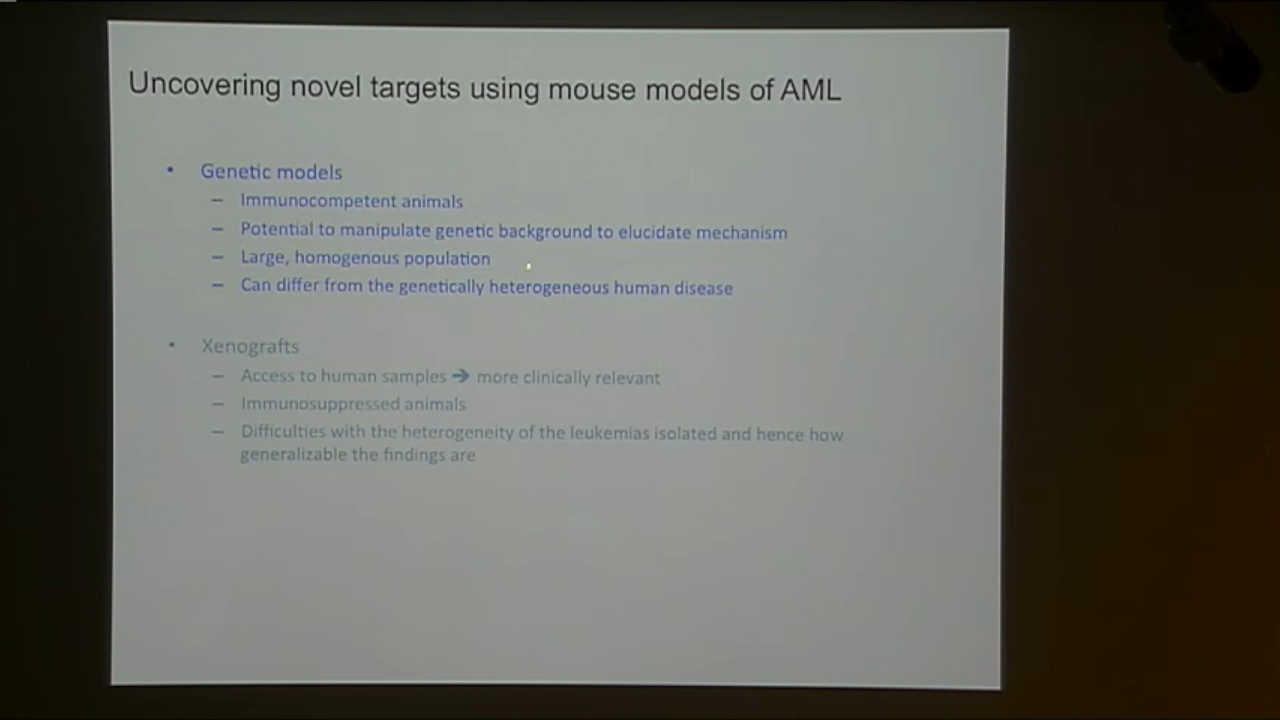 Uncovering novel targets using mouse models of AML
• Genetic models
– Immunocompetent animals
– Potential to manipulate genetic background to elucidate mechanism
– Large, homogenous population
– Can differ from the genetically heterogeneous human disease
• Xenografts
– Access to human samples ➔ more clinically relevant
– Immunosuppressed animals
– Difficulties with the heterogeneity of the leukemias isolated and hence how
generalizable the findings are